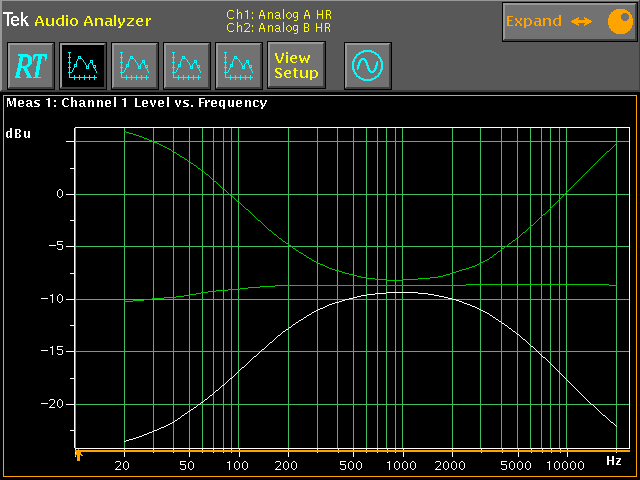 Tek Audio Analyzer
Ch1: Analog A HR
Ch2: Analog B HR
Expand
RT
View
Setup
Meas 1: Channel 1 Level vs. Frequency
dBu
0
-5
-10
-15
-20
20 50 100 200 500 1000 2000 5000 10000 Hz